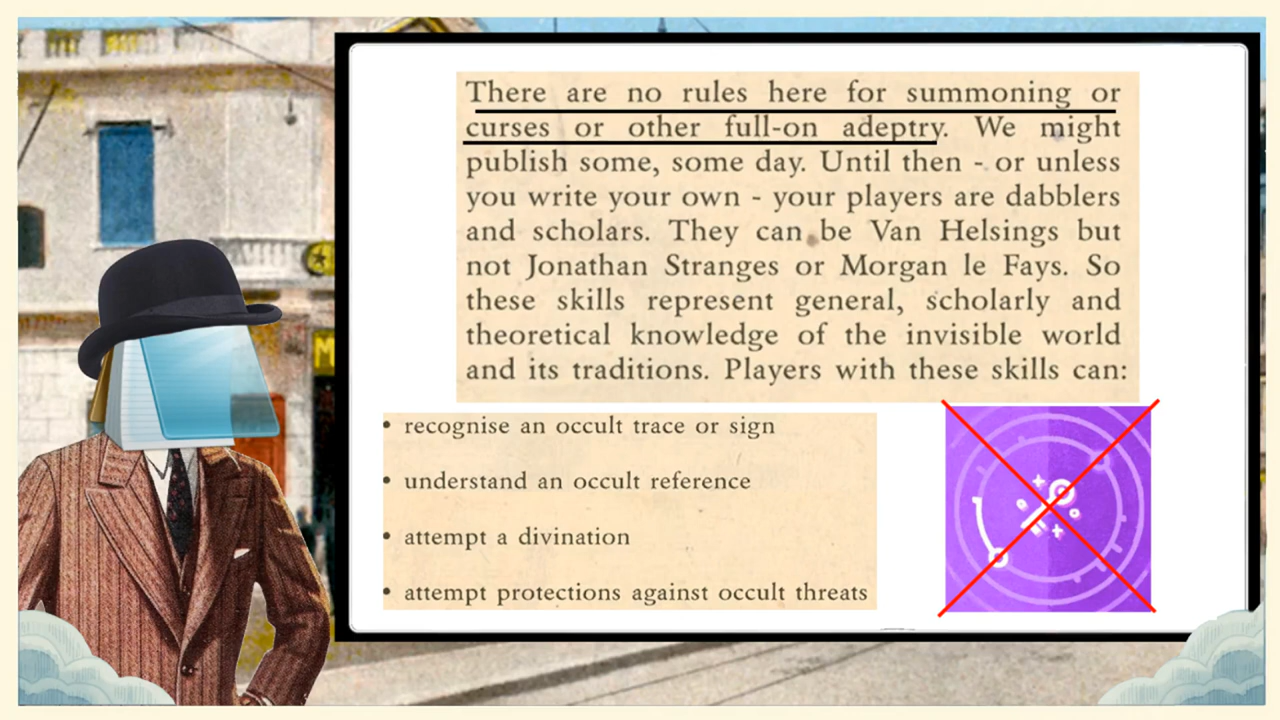 There are no rules here for summoning or
curses or other full-on adeptry. We might
publish some, some day. Until then - or unless
you write your own - your players are dabblers
and scholars. They can be Van Helsings but
not Jonathan Stranges or Morgan le Fays. So
these skills represent general, scholarly and
theoretical knowledge of the invisible world
and its traditions. Players with these skills can:
• recognise an occult trace or sign
• understand an occult reference
• attempt a divination
• attempt protections against occult threats